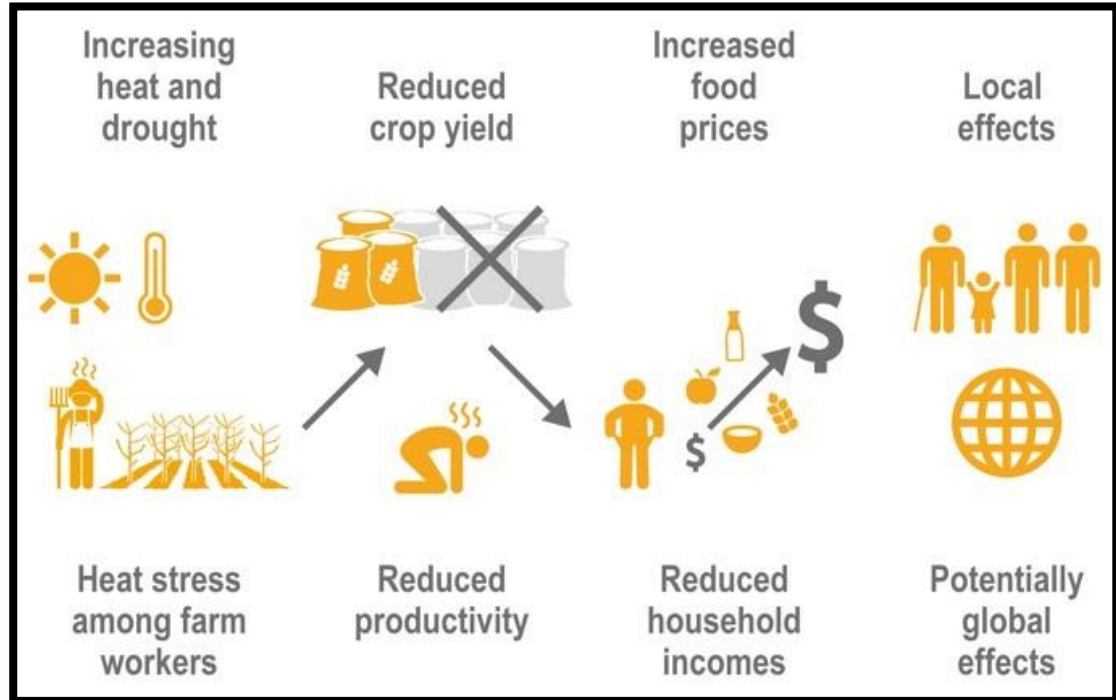 Increasing
heat and
drought
Reduced
crop yield
Increased
food
prices
Local
effects
$
$
Heat stress
among farm
workers
Reduced
productivity
Reduced
household
incomes
Potentially
global
effects